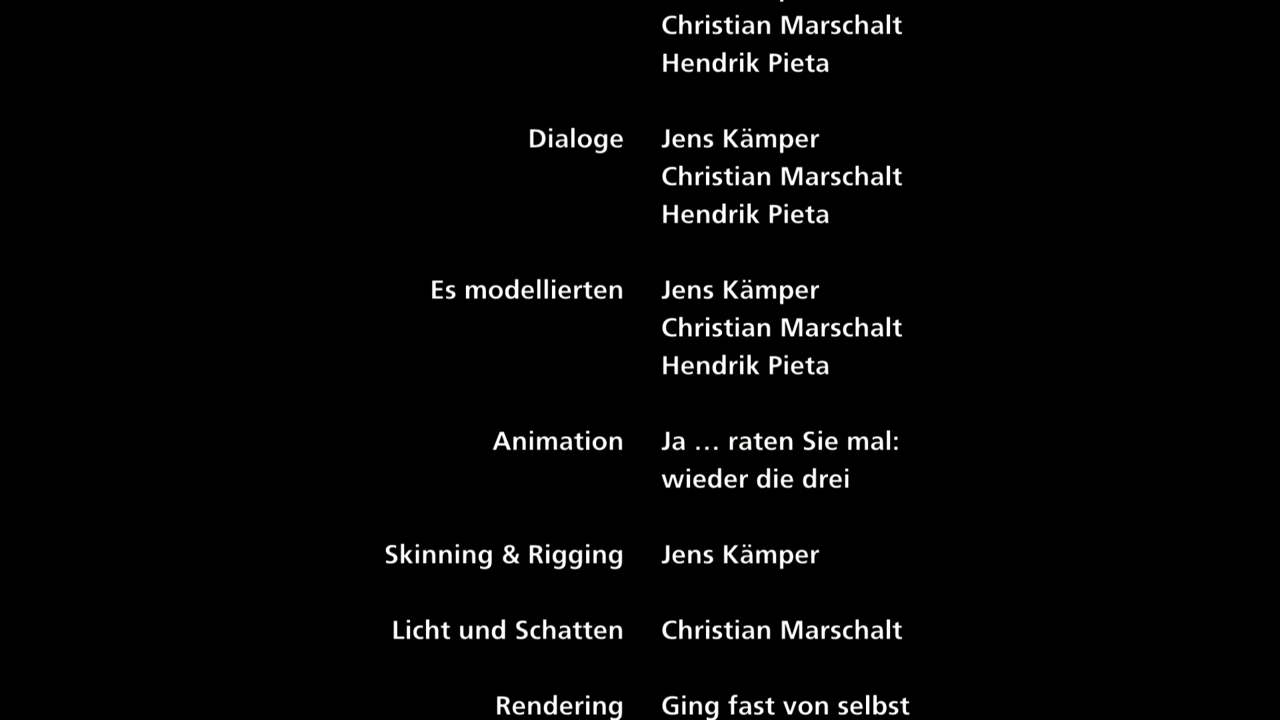 Christian Marschalt
Hendrik Pieta
Dialoge Jens Kämper
Christian Marschalt
Hendrik Pieta
Es modellierten Jens Kämper
Christian Marschalt
Hendrik Pieta
Animation Ja … raten Sie mal:
wieder die drei
Skinning & Rigging Jens Kämper
Licht und Schatten Christian Marschalt
Rendering Ging fast von selbst